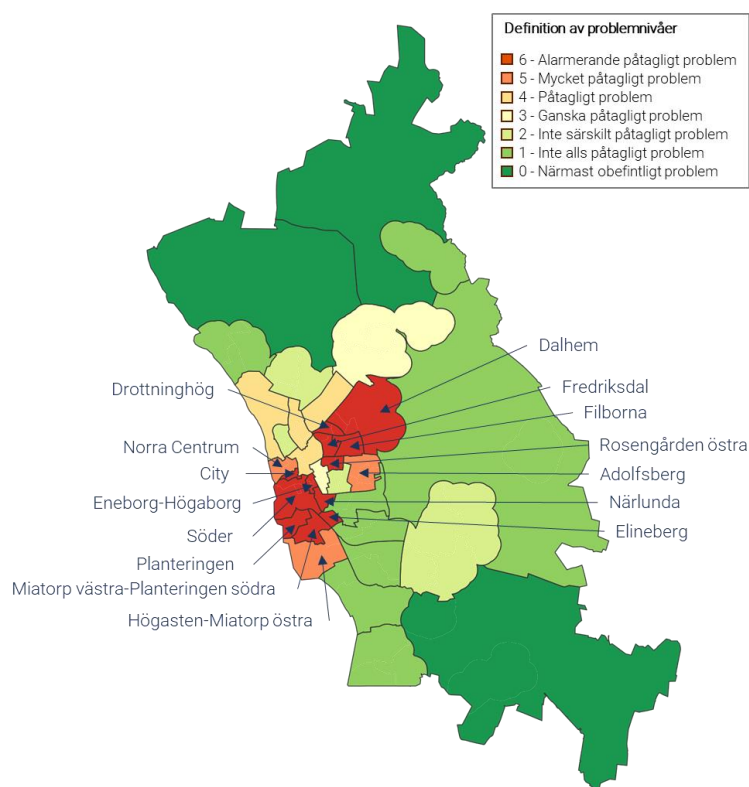 Definition av problemnivåer
6 - Alarmerande påtagligt problem
5 - Mycket påtagligt problem
4 - Påtagligt problem
3 - Ganska påtagligt problem
2 - Inte särskilt påtagligt problem
1 - Inte alls påtagligt problem
0 - Närmast obefintligt problem
Dalhem
Drottninghög
Fredriksdal
Filborna
Norra Centrum
Rosengården östra
City
Adolfsberg
Eneborg-Högaborg
Närlunda
Söder
Elineberg
Planteringen
Miatorp västra-Planteringen södra
Högasten-Miatorp östra